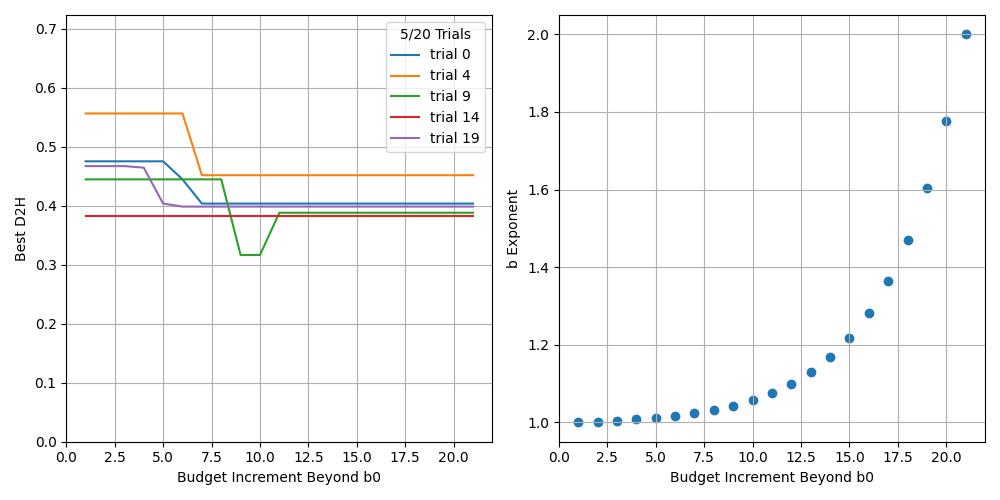 0.7
0.6
0.5
0.4
0.3
0.2
0.1
0.0
Best D2H
0.0 2.5 5.0 7.5 10.0 12.5 15.0 17.5 20.0
Budget Increment Beyond b0
5/20 Trials
trial 0
trial 4
trial 9
trial 14
trial 19
2.0
1.8
1.6
1.4
1.2
1.0
b Exponent
0.0 2.5 5.0 7.5 10.0 12.5 15.0 17.5 20.0
Budget Increment Beyond b0